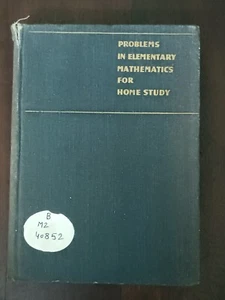 PROBLEMS
IN ELEMENTARY
MATHEMATICS
FOR
HOME STUDY
B
M2
40852